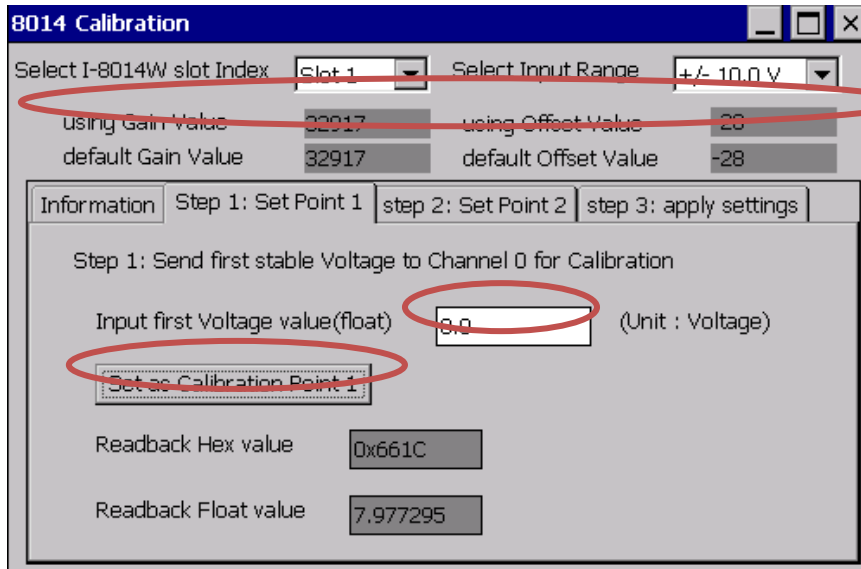 8014 Calibration
Select I-8014W slot Index Slot 1 Select Input Range +/- 10.0 V
using Gain Value 32917 using Offset Value
default Gain Value 32917 default Offset Value -28
Information Step 1: Set Point 1 step 2: Set Point 2 step 3: apply settings
Step 1: Send first stable Voltage to Channel 0 for Calibration
Input first Voltage value(float) (Unit : Voltage)
Set as Calibration Point 1
Readback Hex value 0x661C
Readback Float value 7.977295